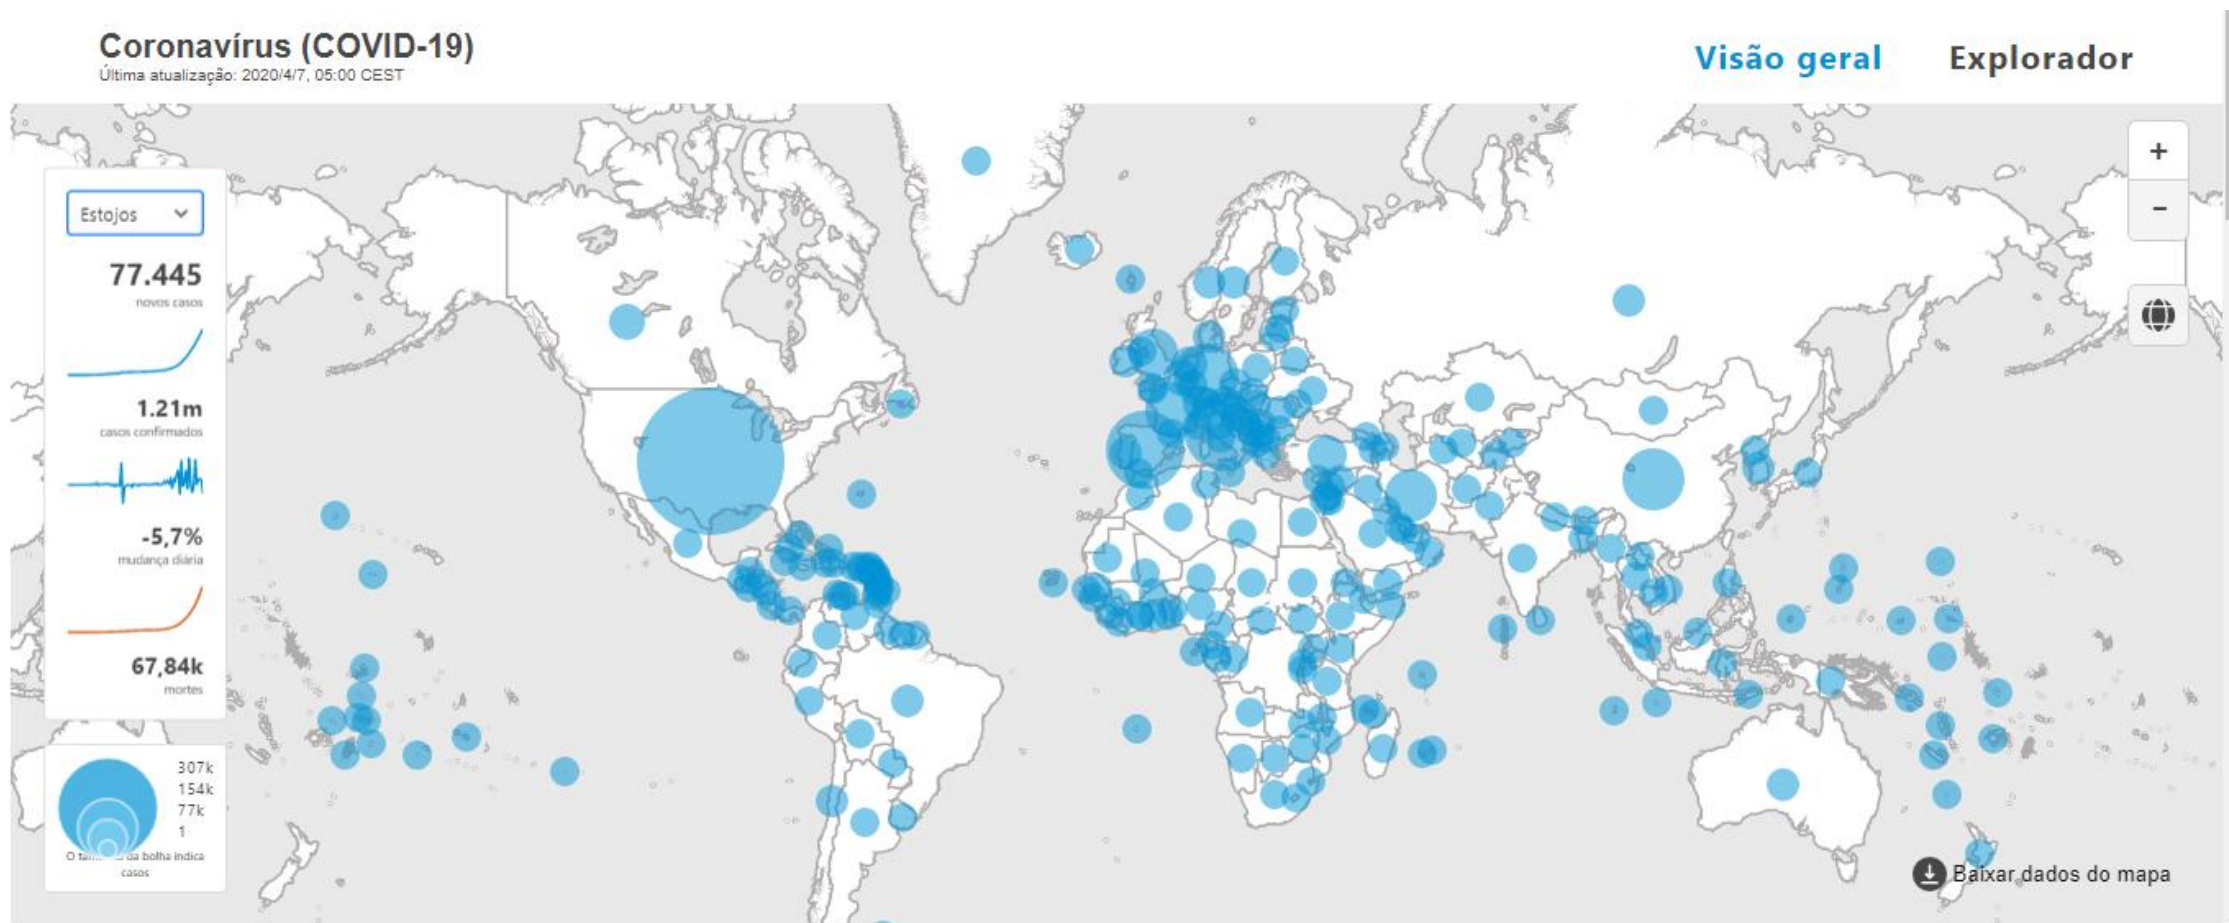 Coronavírus (COVID-19)
Última atualização: 2020/4/7, 05:00 CEST
Visão geral
Explorador
+
−
Estojos
77.445
novos casos
1.21m
casos confirmados
-5,7%
mudança diária
67,84k
mortes
307k
154k
77k
1
O da bolha indica
casos
Baixar dados do mapa